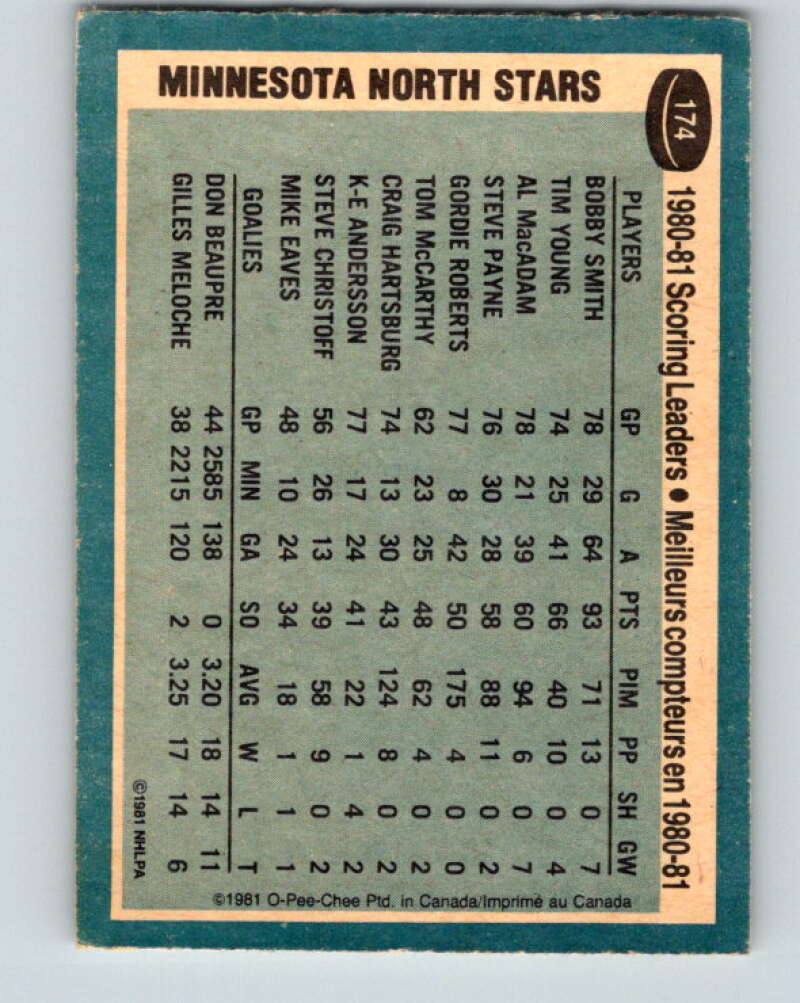 MINNESOTA NORTH STARS
174
1980-81 Scoring Leaders • Meilleurs compteurs en 1980-81
PLAYERS GP G A PTS PIM PP SH GW
BOBBY SMITH 78 29 64 93 71 13 0 7
TIM YOUNG 74 25 41 66 40 10 0 4
AL MacADAM 78 21 39 60 94 6 0 7
STEVE PAYNE 76 30 28 58 88 11 0 2
GORDIE ROBERTS 77 8 42 50 175 4 0 0
TOM McCARTHY 62 23 25 48 62 4 0 2
CRAIG HARTSBURG 74 13 30 43 124 8 0 2
K-E ANDERSSON 77 17 24 41 22 1 4 2
STEVE CHRISTOFF 56 26 13 39 58 9 0 2
MIKE EAVES 48 10 24 34 18 1 1 1
GOALIES GP MIN GA SO AVG W L T
DON BEAUPRE 44 2585 138 0 3.20 18 14 11
GILLES MELOCHE 38 2215 120 2 3.25 17 14 6
©1981 NHLPA
©1981 O-Pee-Chee Ptd. in Canada/Imprimé au Canada